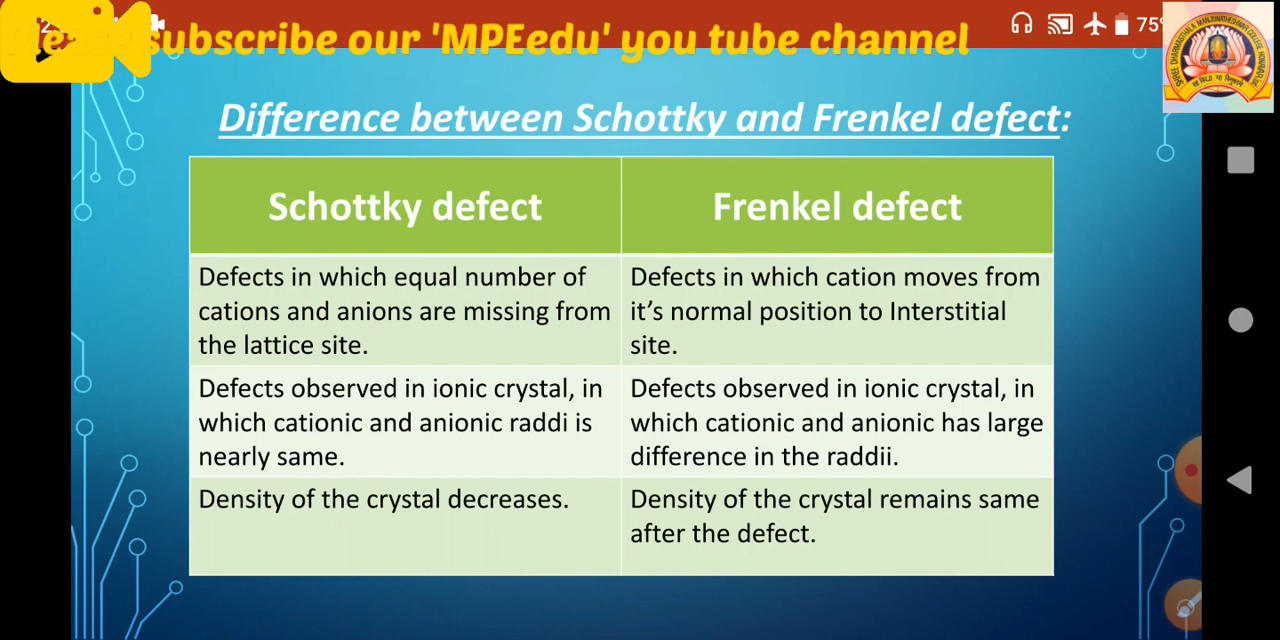 subscribe our 'MPEedu' you tube channel
75%
Difference between Schottky and Frenkel defect:
Schottky defect
Frenkel defect
Defects in which equal number of
cations and anions are missing from
the lattice site.
Defects in which cation moves from
it's normal position to Interstitial
site.
Defects observed in ionic crystal, in
which cationic and anionic raddi is
nearly same.
Defects observed in ionic crystal, in
which cationic and anionic has large
difference in the raddii.
Density of the crystal decreases.
Density of the crystal remains same
after the defect.